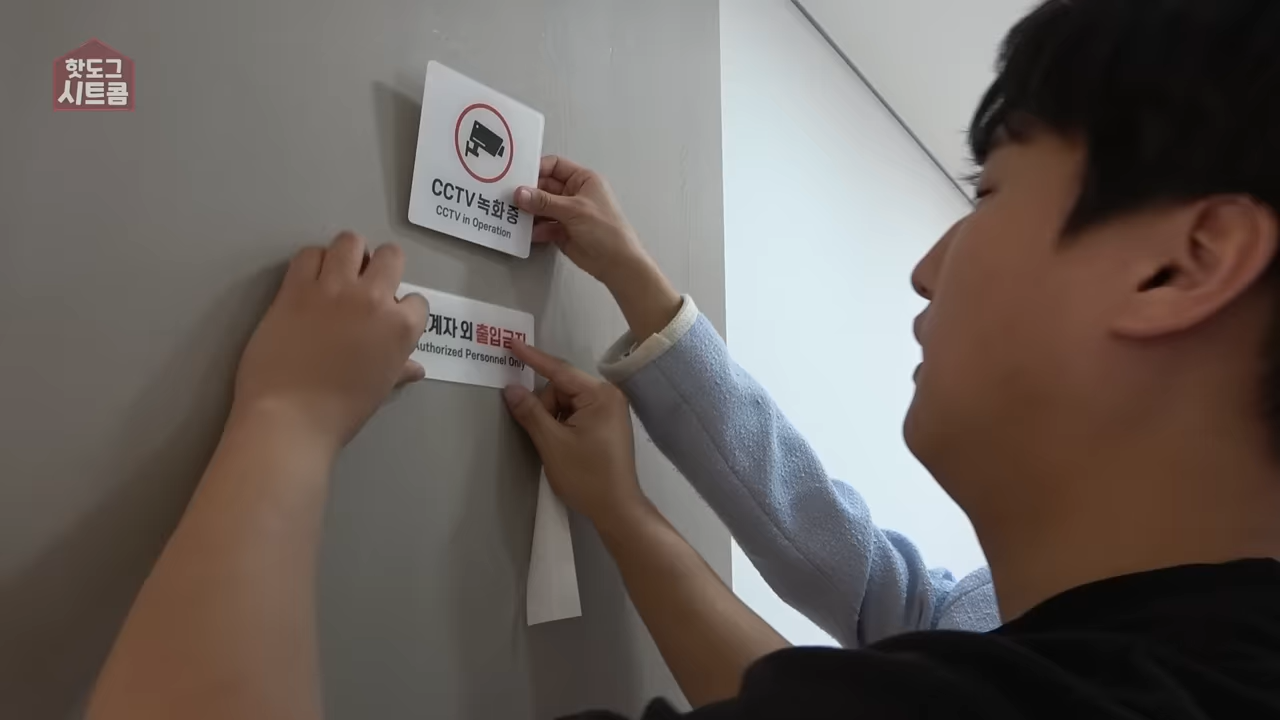 핫도그
시트콤
CCTV 녹화중
CCTV in Operation
계자 외 출입금지
Authorized Personnel Only